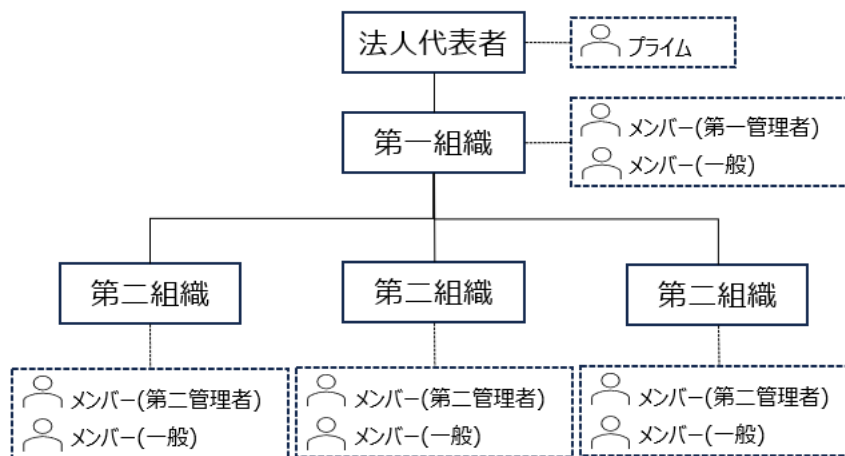 法人代表者
プライム
第一組織
メンバー(第一管理者)
メンバー(一般)
第二組織
第二組織
第二組織
メンバー(第二管理者)
メンバー(一般)
メンバー(第二管理者)
メンバー(一般)
メンバー(第二管理者)
メンバー(一般)